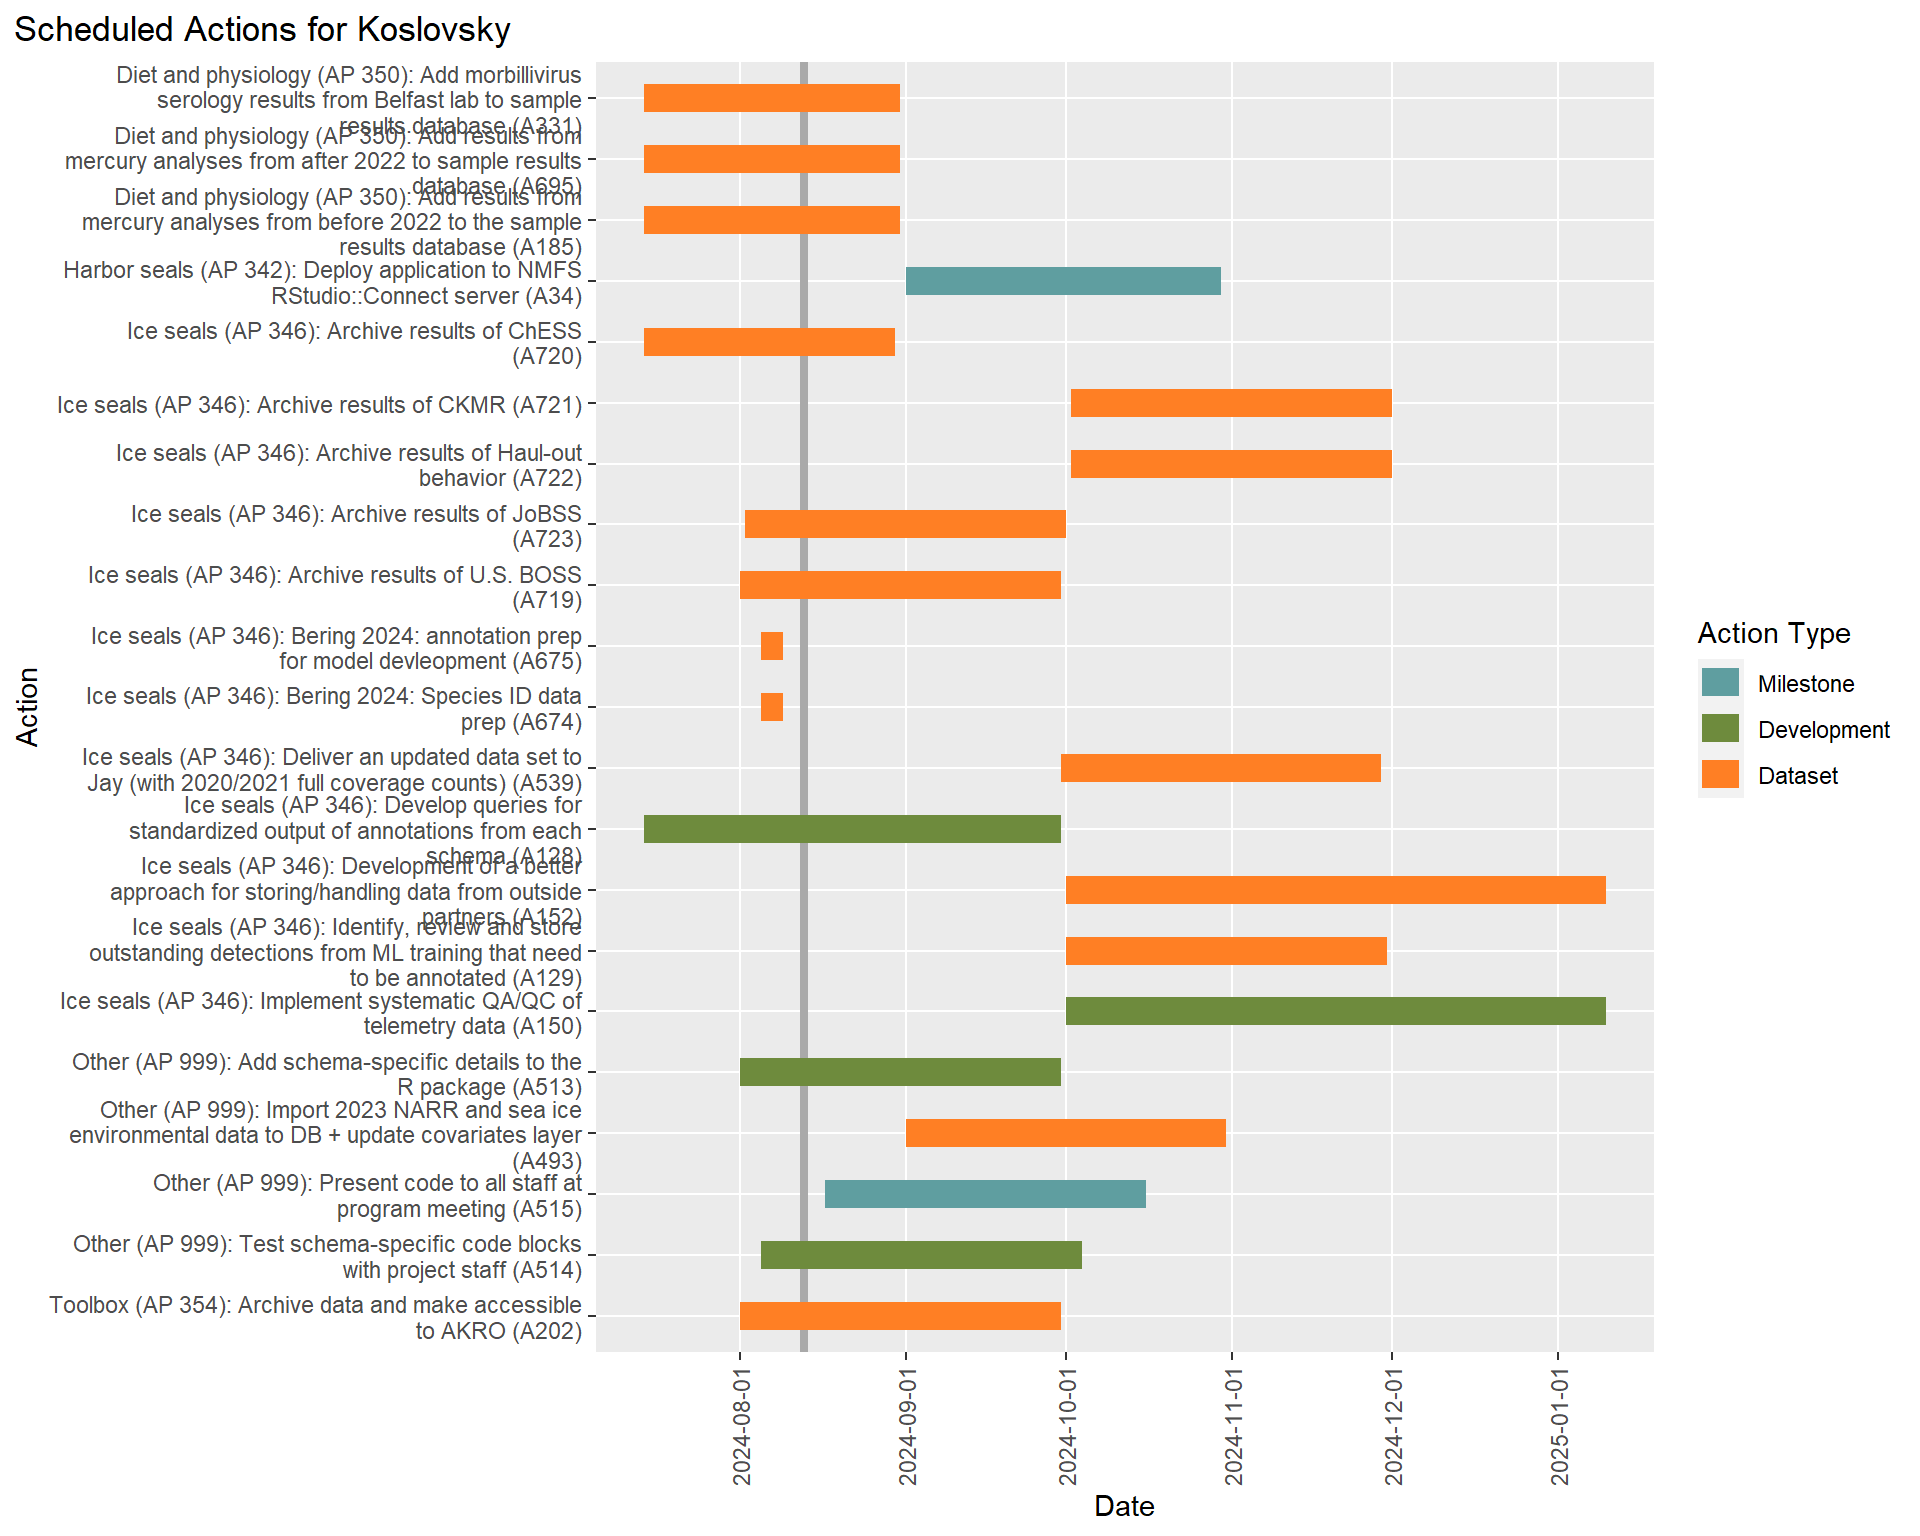 Scheduled Actions for Koslovsky
Diet and physiology (AP 350): Add morbillivirus
serology results from Belfast lab to sample
results database (A331)
Diet and physiology (AP 350): Add results from
mercury analyses from after 2022 to sample results
database (A695)
Diet and physiology (AP 350): Add results from
mercury analyses from before 2022 to the sample
results database (A185)
Harbor seals (AP 342): Deploy application to NMFS
RStudio::Connect server (A34)
Ice seals (AP 346): Archive results of ChESS
(A720)
Ice seals (AP 346): Archive results of CKMR (A721)
Ice seals (AP 346): Archive results of Haul-out
behavior (A722)
Ice seals (AP 346): Archive results of JoBSS
(A723)
Ice seals (AP 346): Archive results of U.S. BOSS
(A719)
Ice seals (AP 346): Bering 2024: annotation prep
for model devleopment (A675)
Ice seals (AP 346): Bering 2024: Species ID data
prep (A674)
Ice seals (AP 346): Deliver an updated data set to
Jay (with 2020/2021 full coverage counts) (A539)
Ice seals (AP 346): Develop queries for
standardized output of annotations from each
schema (A128)
Ice seals (AP 346): Development of a better
approach for storing/handling data from outside
partners (A152)
Ice seals (AP 346): Identify, review and store
outstanding detections from ML training that need
to be annotated (A129)
Ice seals (AP 346): Implement systematic QA/QC of
telemetry data (A150)
Other (AP 999): Add schema-specific details to the
R package (A513)
Other (AP 999): Import 2023 NARR and sea ice
environmental data to DB + update covariates layer
(A493)
Other (AP 999): Present code to all staff at
program meeting (A515)
Other (AP 999): Test schema-specific code blocks
with project staff (A514)
Toolbox (AP 354): Archive data and make accessible
to AKRO (A202)
Action
2024-08-01
2024-09-01
2024-10-01
2024-11-01
2024-12-01
2025-01-01
Date
Action Type
Milestone
Development
Dataset